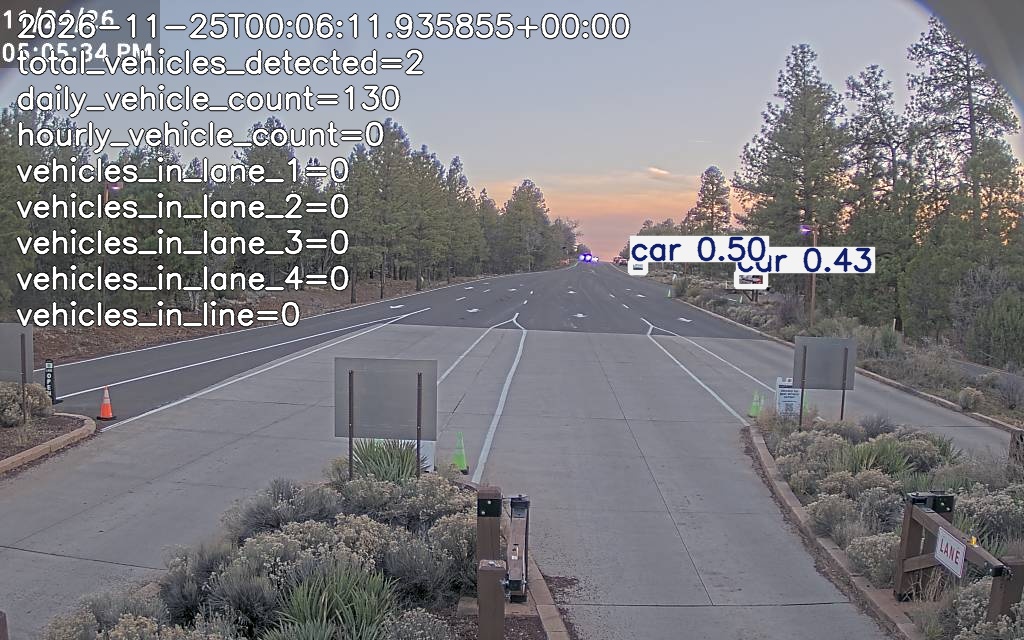 2026-11-25T00:06:11.935855+00:00
05:05:34 PM
total_vehicles_detected=2
daily_vehicle_count=130
hourly_vehicle_count=0
vehicles_in_lane_1=0
vehicles_in_lane_2=0
vehicles_in_lane_3=0
vehicles_in_lane_4=0
vehicles_in_line=0
car 0.50
car 0.43
OPEN
LANE